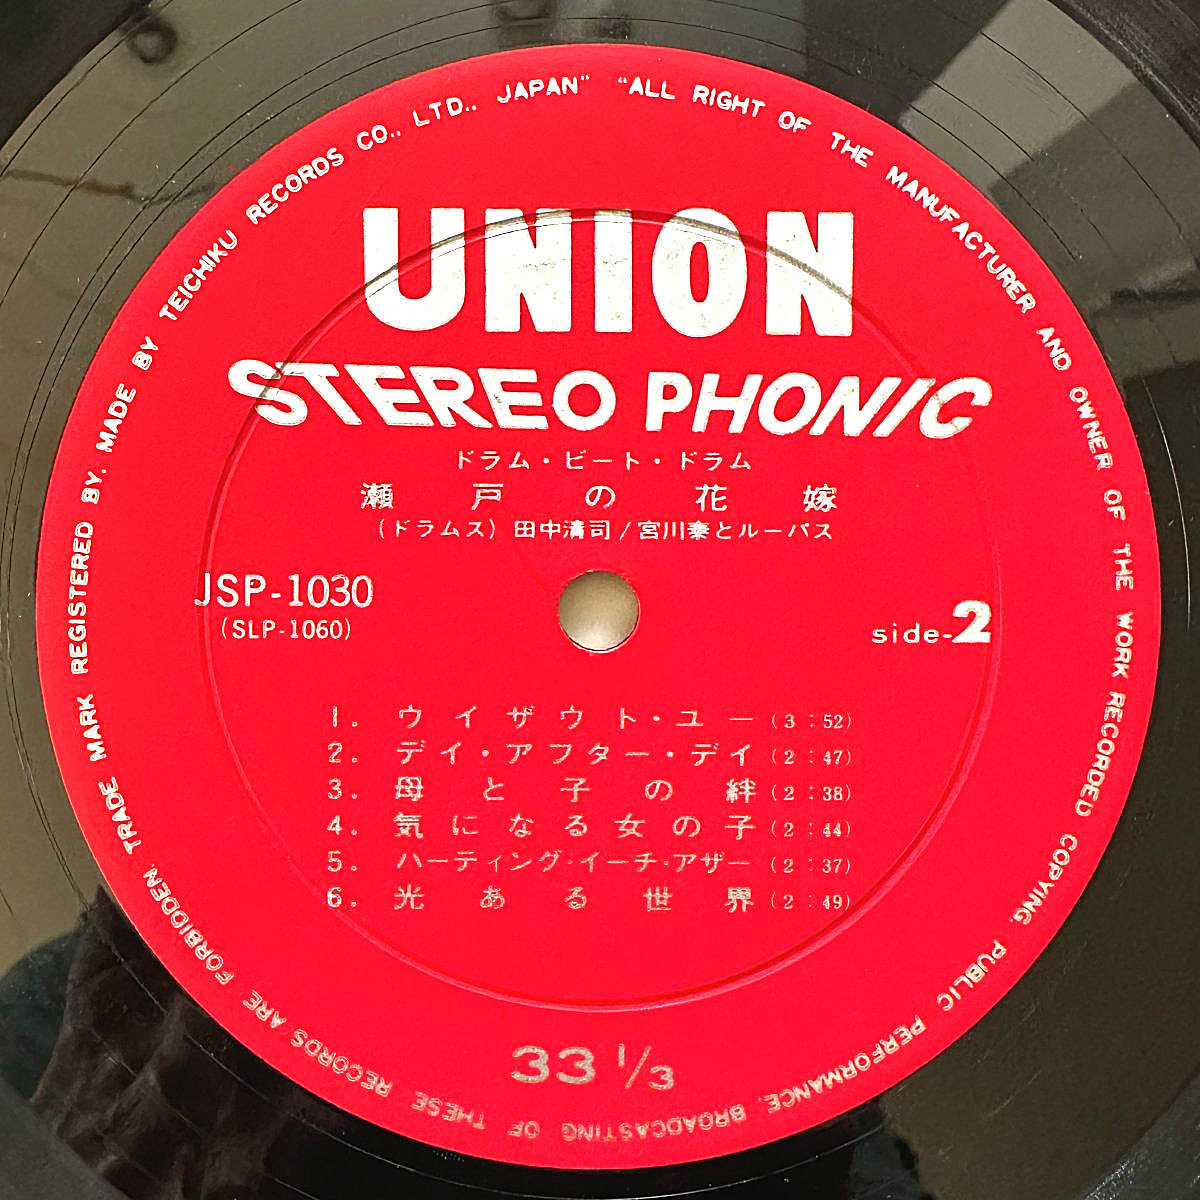 UNION
STEREO PHONIC
ドラム・ビート・ドラム
瀬戸の花嫁
(ドラムス) 田中清司/宮川泰とルーバス
JSP-1030
(SLP-1060)
side-2
1. ウイザウト・ユー (3:52)
2. デイ・アフター・デイ (2:47)
3. 母と子の絆 (2:38)
4. 気になる女の子 (2:44)
5. ハーティング・イーチ・アザー (2:37)
6. 光ある世界 (2:49)
33 1/3
"ALL RIGHT OF THE MANUFACTURER AND OWNER OF THE WORK RECORDED COPYING, PUBLIC PERFORMANCE, BROADCASTING OF THESE RECORDS ARE FORBIDDEN, TRADE MARK REGISTERED BY, MADE BY TEICHIKU RECORDS CO., LTD., JAPAN"